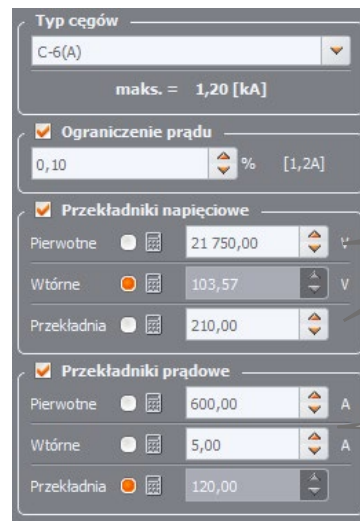 Typ cęgów
C-6(A)
maks. = 1,20 [kA]
Ograniczenie prądu
0,10 % [1,2A]
Przekładniki napięciowe
Pierwotne 21 750,00 V
Wtórne 103,57 V
Przekładnia 210,00
Przekładniki prądowe
Pierwotne 600,00 A
Wtórne 5,00 A
Przekładnia 120,00